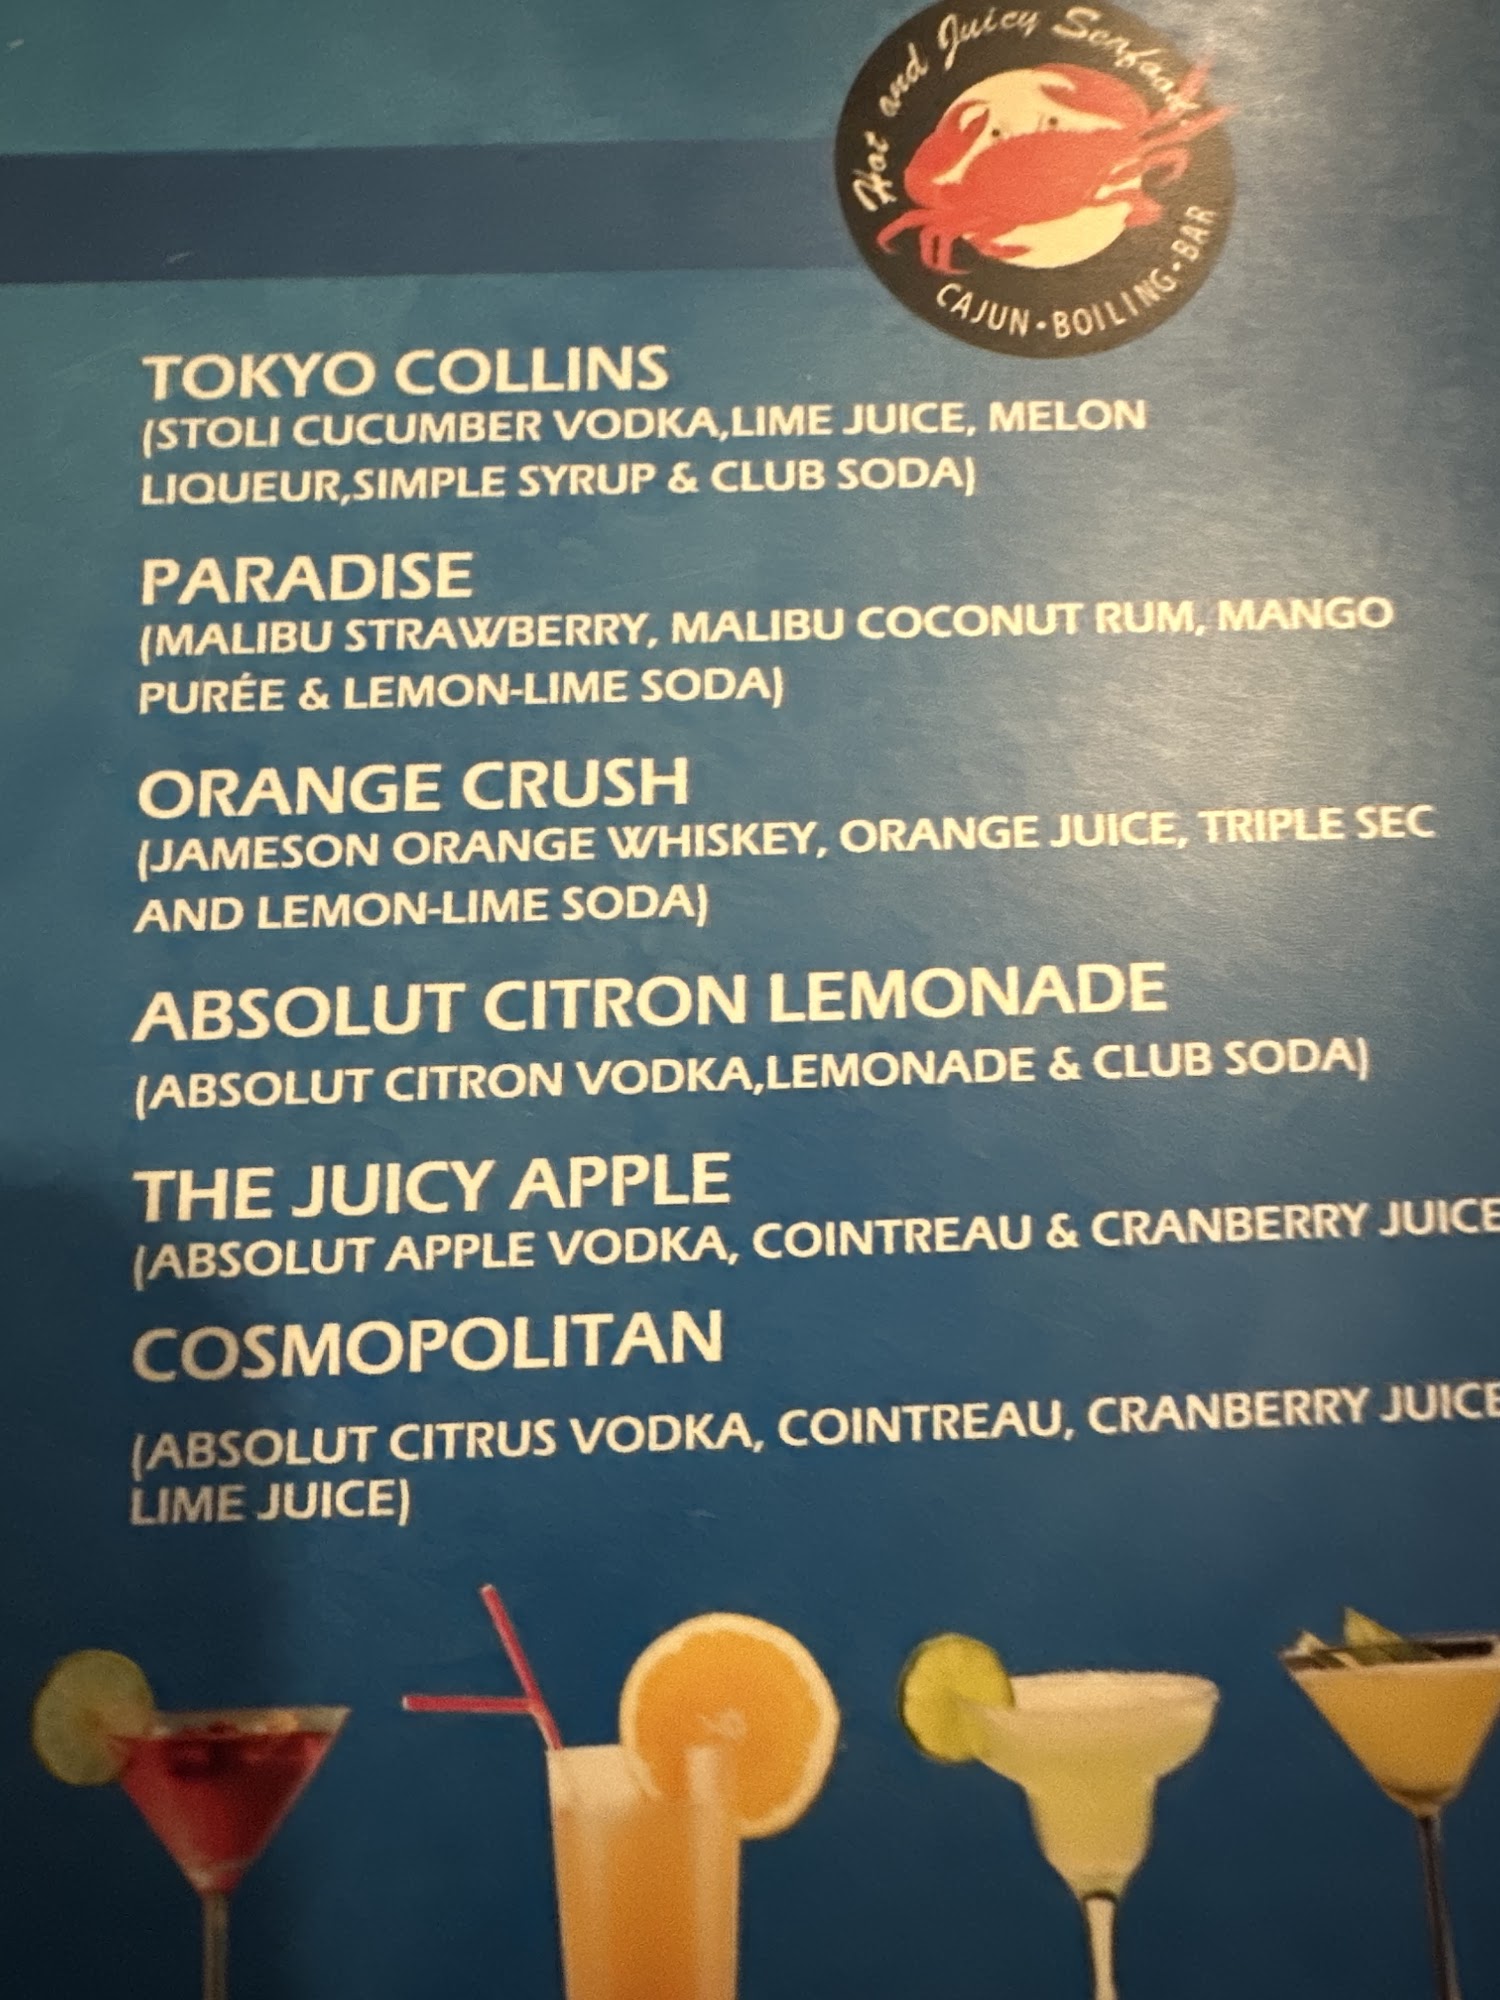 Hot and Juicy Seafood
CAJUN • BOILING • BAR
TOKYO COLLINS
(STOLI CUCUMBER VODKA,LIME JUICE, MELON
LIQUEUR,SIMPLE SYRUP & CLUB SODA)
PARADISE
(MALIBU STRAWBERRY, MALIBU COCONUT RUM, MANGO
PURÉE & LEMON-LIME SODA)
ORANGE CRUSH
(JAMESON ORANGE WHISKEY, ORANGE JUICE, TRIPLE SEC
AND LEMON-LIME SODA)
ABSOLUT CITRON LEMONADE
(ABSOLUT CITRON VODKA,LEMONADE & CLUB SODA)
THE JUICY APPLE
(ABSOLUT APPLE VODKA, COINTREAU & CRANBERRY JUICE
COSMOPOLITAN
(ABSOLUT CITRUS VODKA, COINTREAU, CRANBERRY JUICE
LIME JUICE)